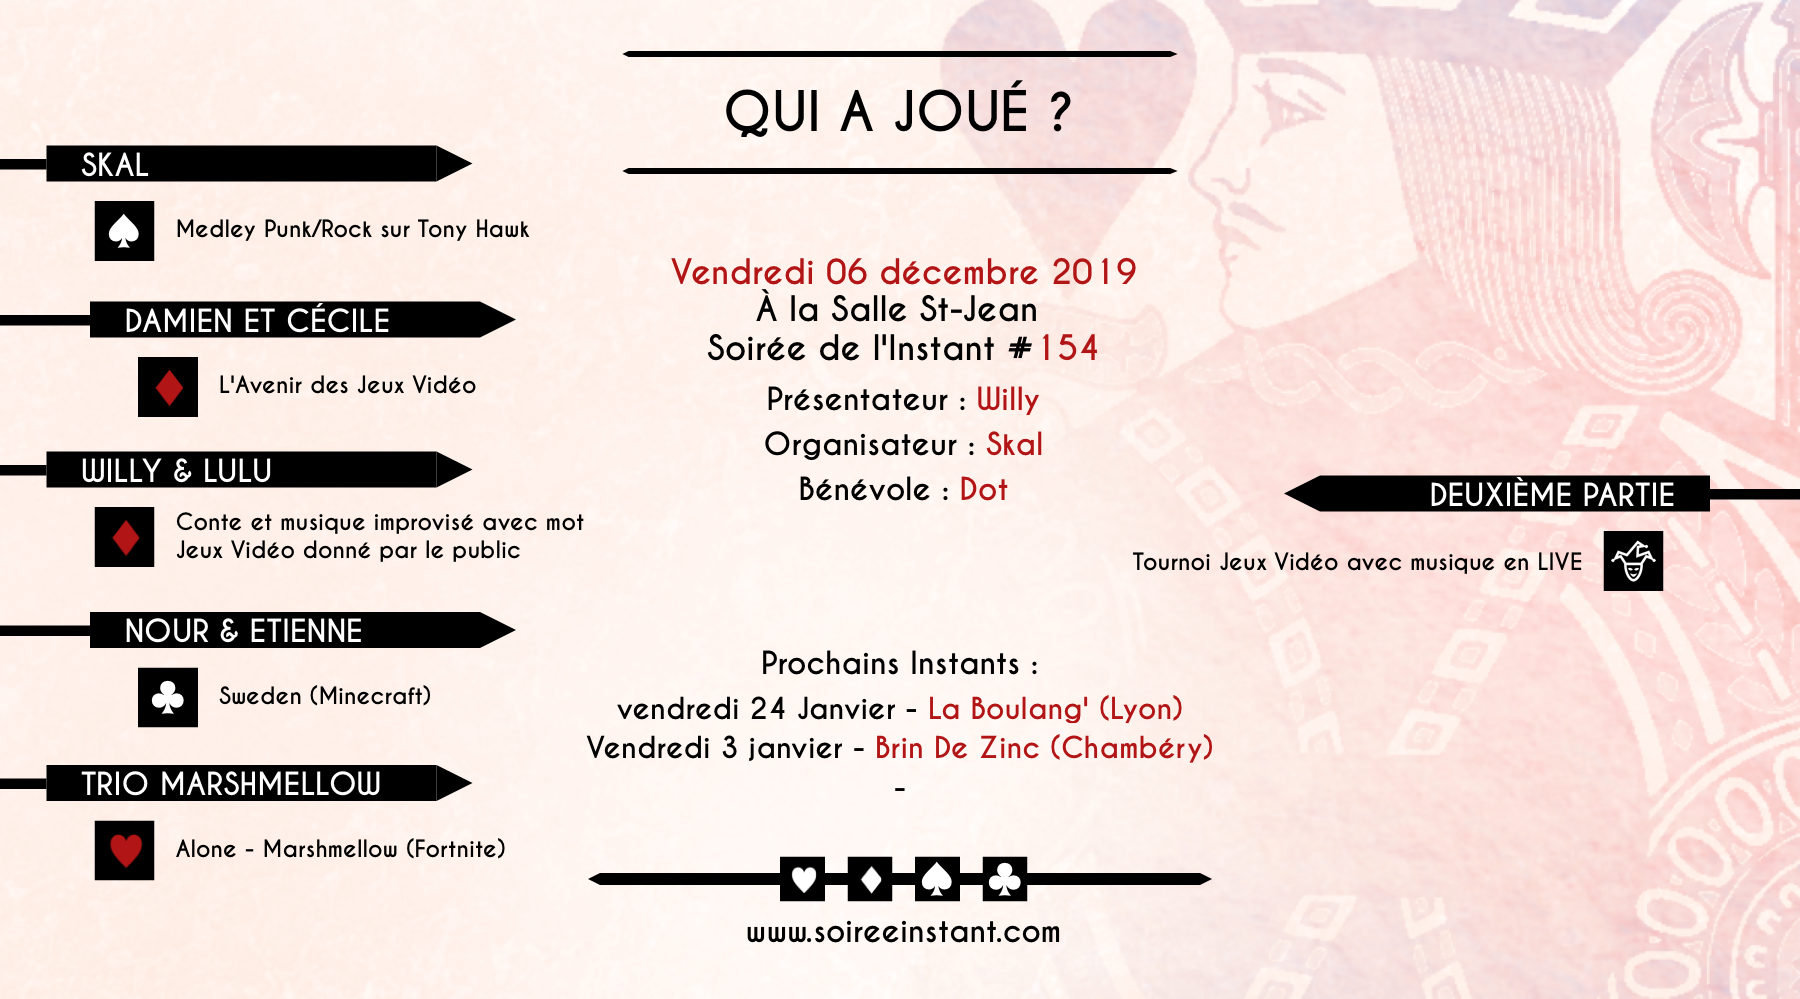 QUI A JOUÉ ?
SKAL
Medley Punk/Rock sur Tony Hawk
DAMIEN ET CÉCILE
L'Avenir des Jeux Vidéo
WILLY & LULU
Conte et musique improvisé avec mot
Jeux Vidéo donné par le public
NOUR & ETIENNE
Sweden (Minecraft)
TRIO MARSHMELLOW
Alone - Marshmellow (Fortnite)
Vendredi 06 décembre 2019
À la Salle St-Jean
Soirée de l'Instant #154
Présentateur : Willy
Organisateur : Skal
Bénévole : Dot
Prochains Instants :
vendredi 24 Janvier - La Boulang' (Lyon)
Vendredi 3 janvier - Brin De Zinc (Chambéry)
-
www.soireeinstant.com
DEUXIÈME PARTIE
Tournoi Jeux Vidéo avec musique en LIVE